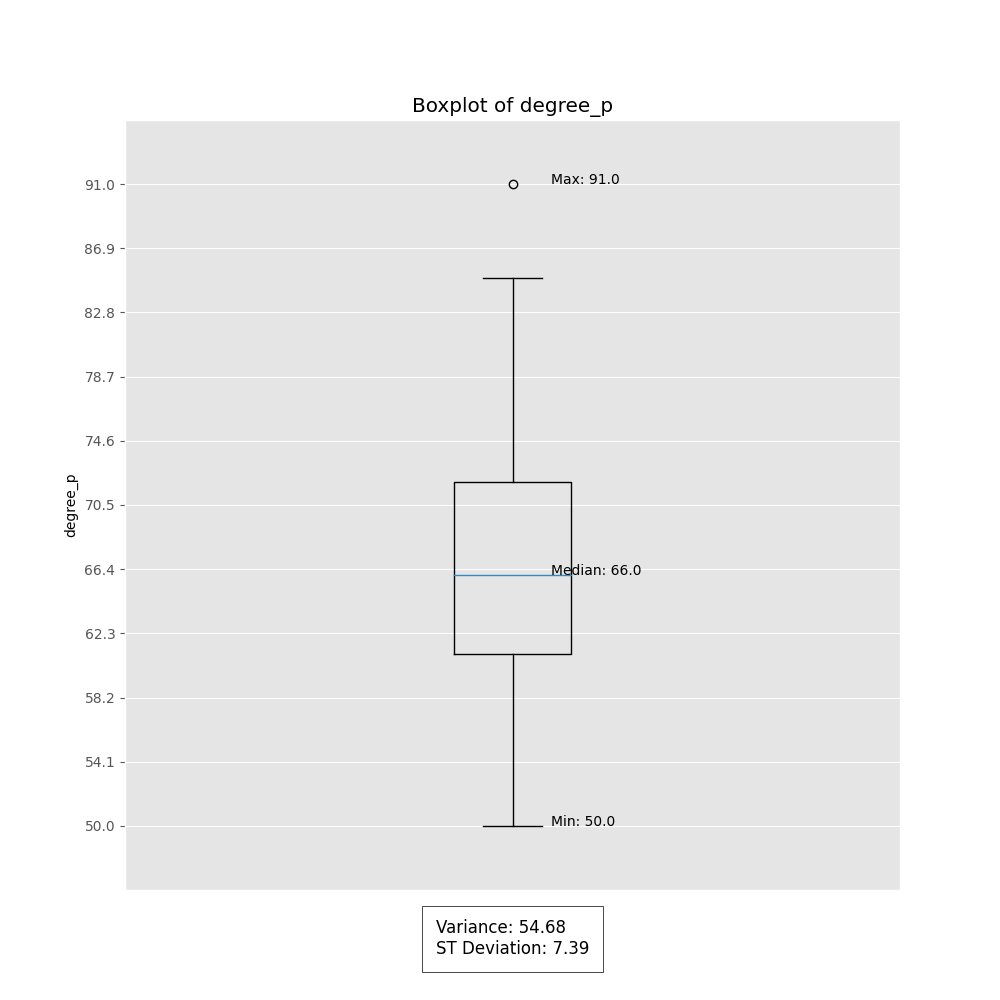 Boxplot of degree_p
91.0
Max: 91.0
86.9
82.8
78.7
74.6
degree_p
70.5
66.4
Median: 66.0
62.3
58.2
54.1
50.0
Min: 50.0
Variance: 54.68
ST Deviation: 7.39